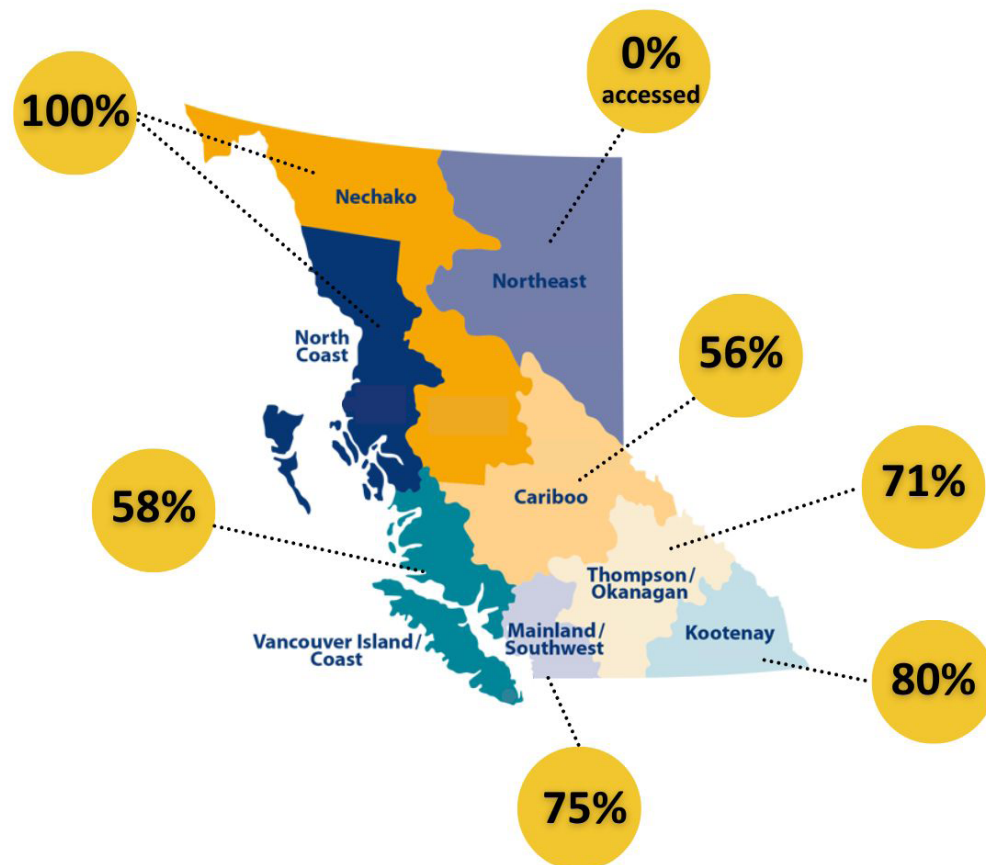 0%
accessed
100%
Nechako
Northeast
North
Coast
56%
58%
Cariboo
71%
Thompson/
Okanagan
Vancouver Island/
Coast
Mainland/
Southwest
Kootenay
80%
75%